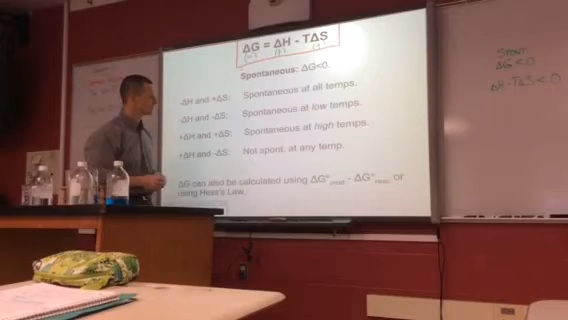 ΔG = ΔH - TΔS
Spontaneous: ΔG<0.
-ΔH and +ΔS: Spontaneous at all temps.
-ΔH and -ΔS: Spontaneous at low temps.
+ΔH and +ΔS: Spontaneous at high temps.
+ΔH and -ΔS: Not spont. at any temp.
ΔG can also be calculated using ΔG° - ΔG° or
using Hess's Law.
SPONT
ΔG < 0
ΔH - TΔS < 0